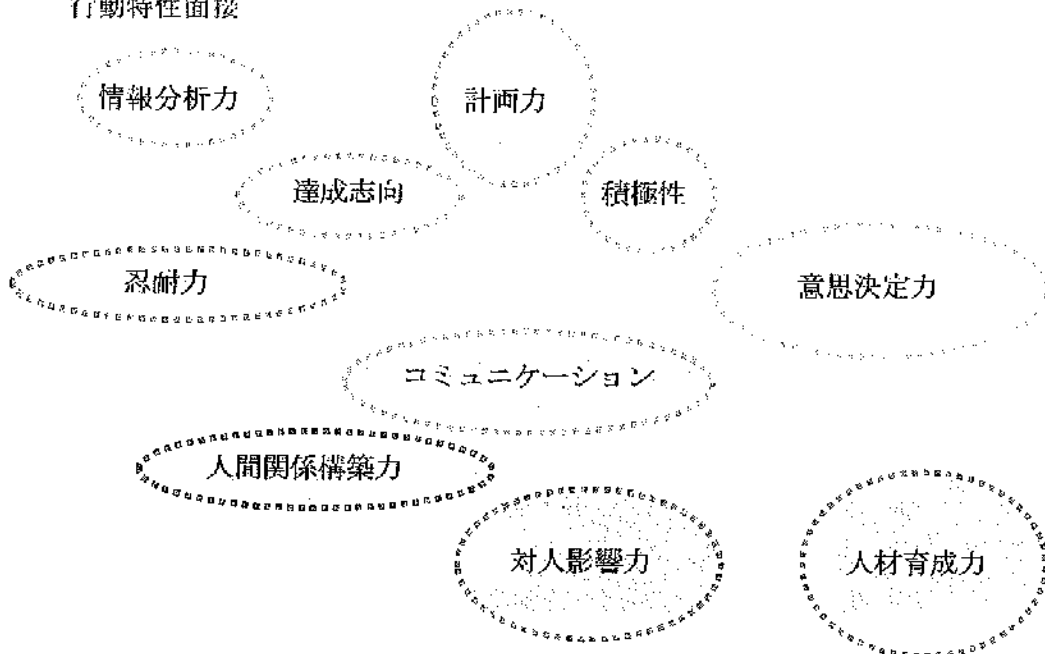 行動特性面接
情報分析力
計画力
達成志向
積極性
忍耐力
意思決定力
コミュニケーション
人間関係構築力
対人影響力
人材育成力